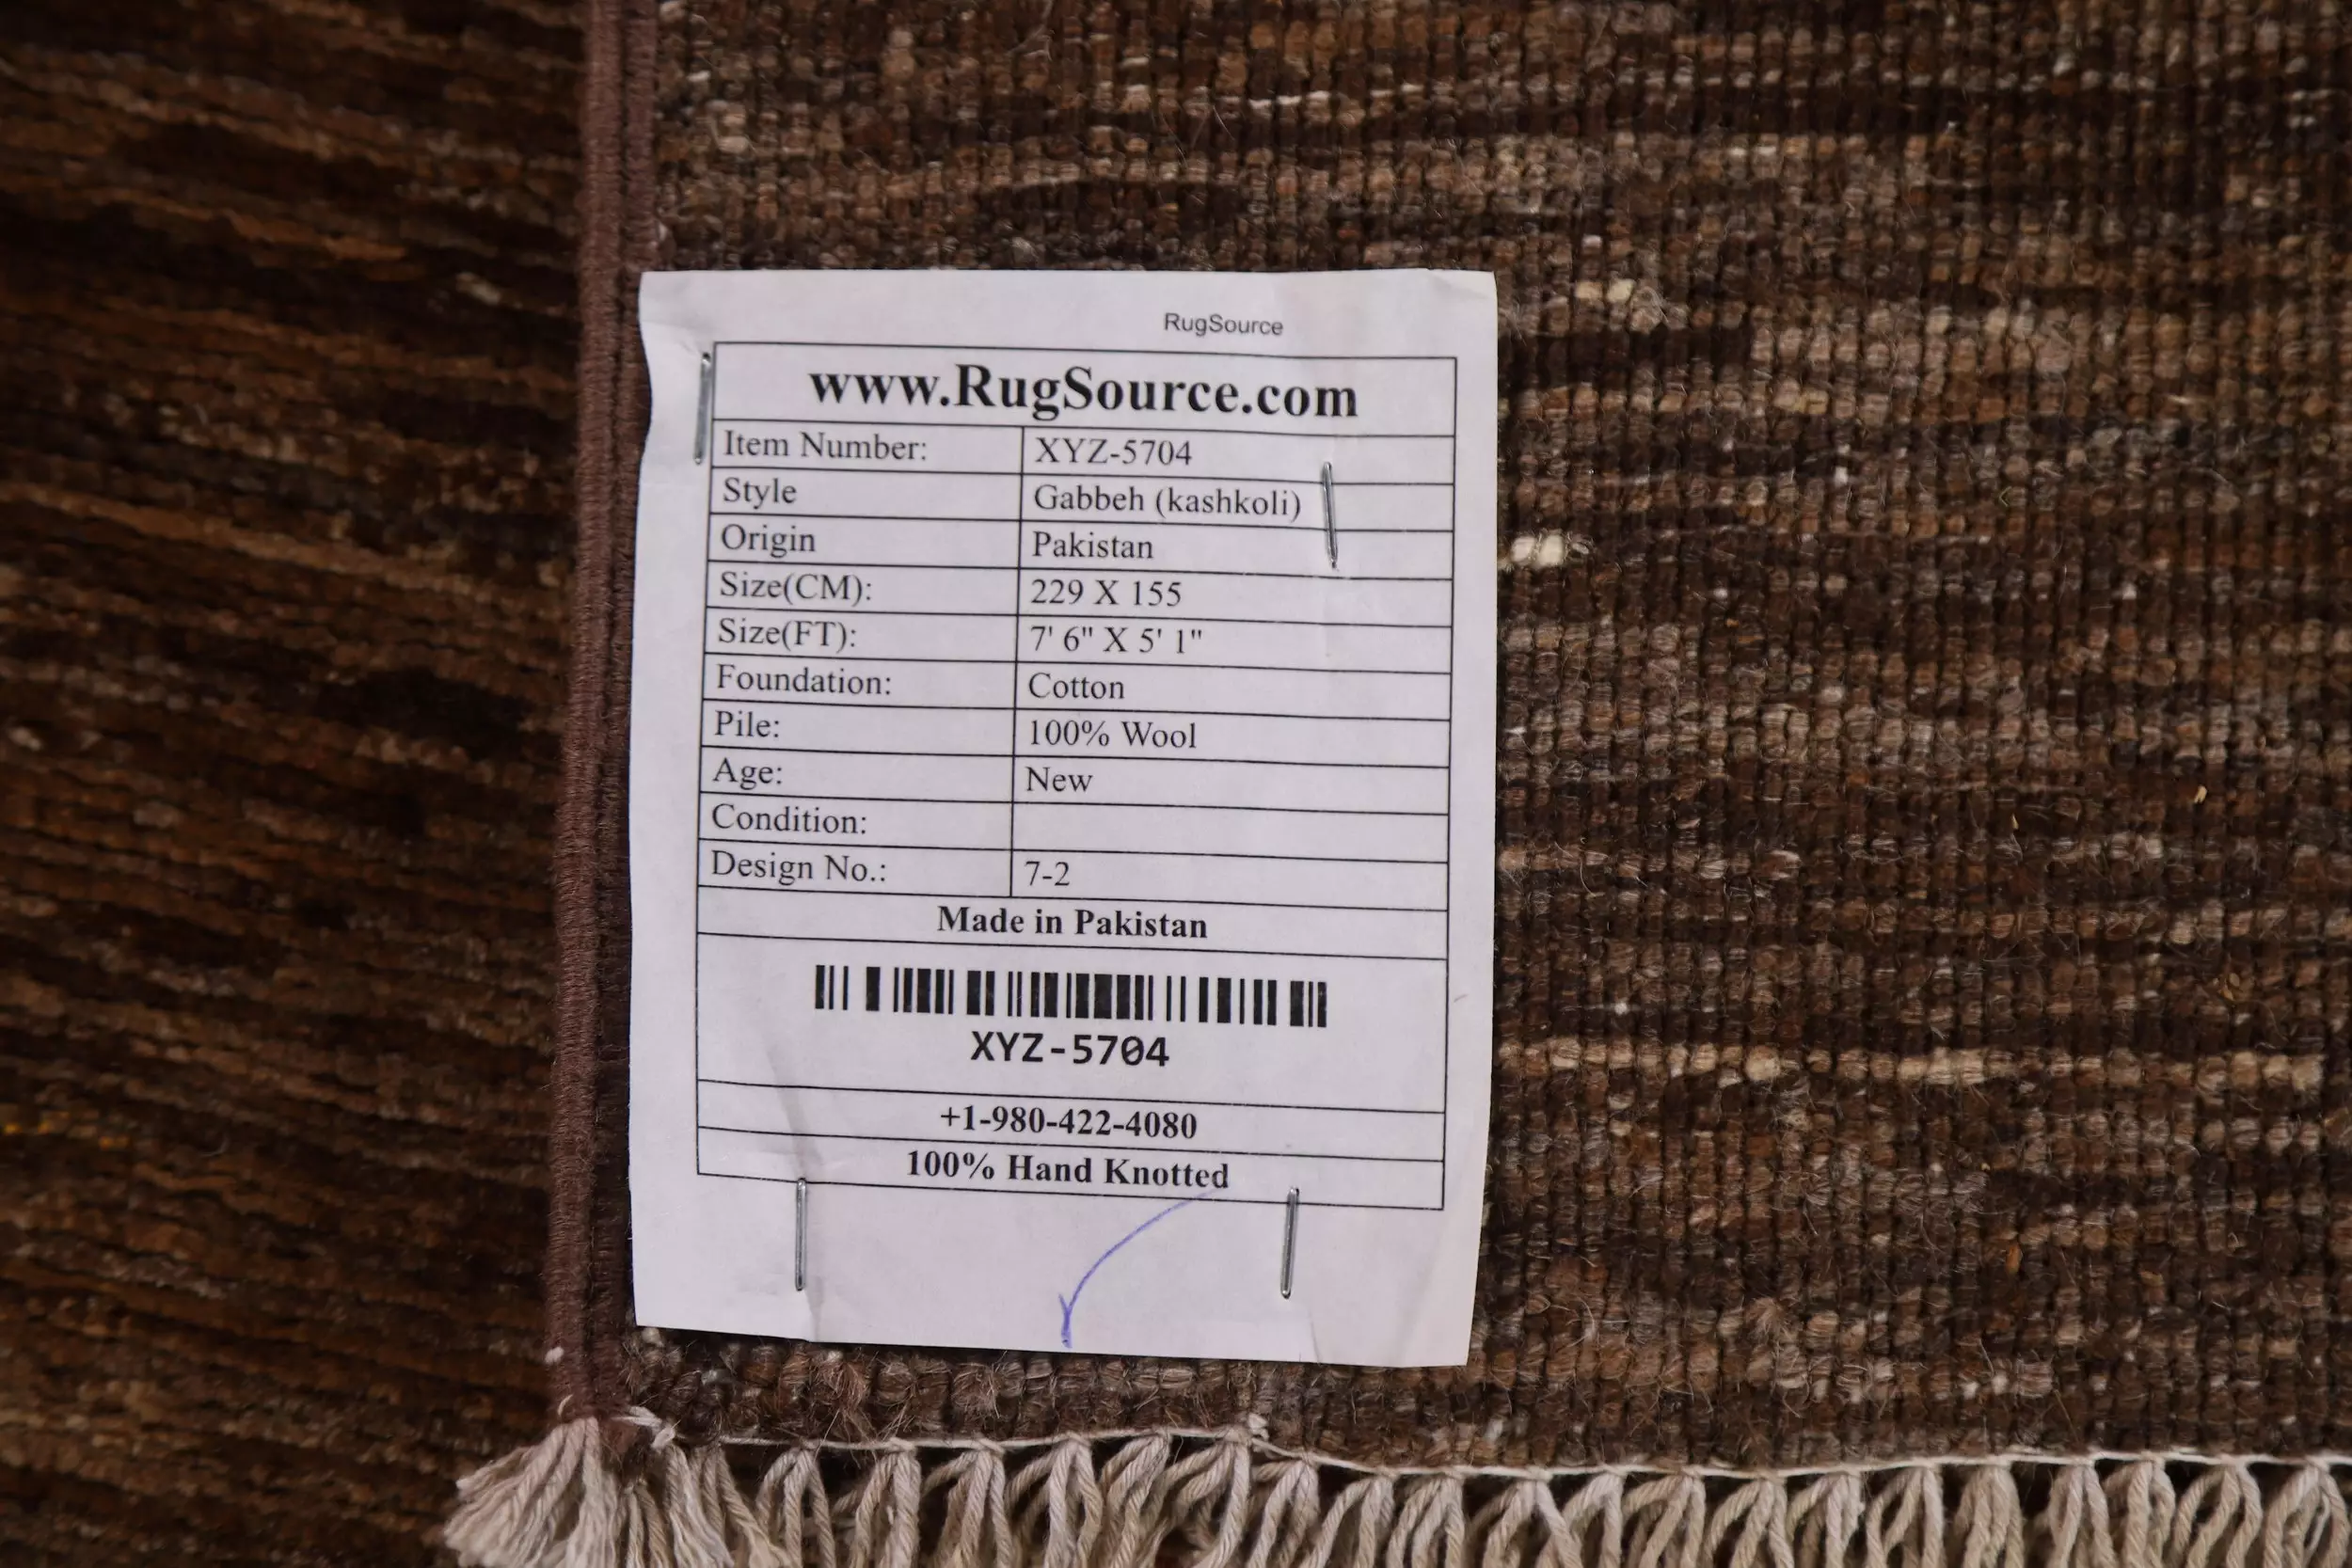 RugSource
www.RugSource.com
Item Number: XYZ-5704
Style Gabbeh (kashkoli)
Origin Pakistan
Size(CM): 229 X 155
Size(FT): 7' 6" X 5' 1"
Foundation: Cotton
Pile: 100% Wool
Age: New
Condition:
Design No.: 7-2
Made in Pakistan
XYZ-5704
+1-980-422-4080
100% Hand Knotted